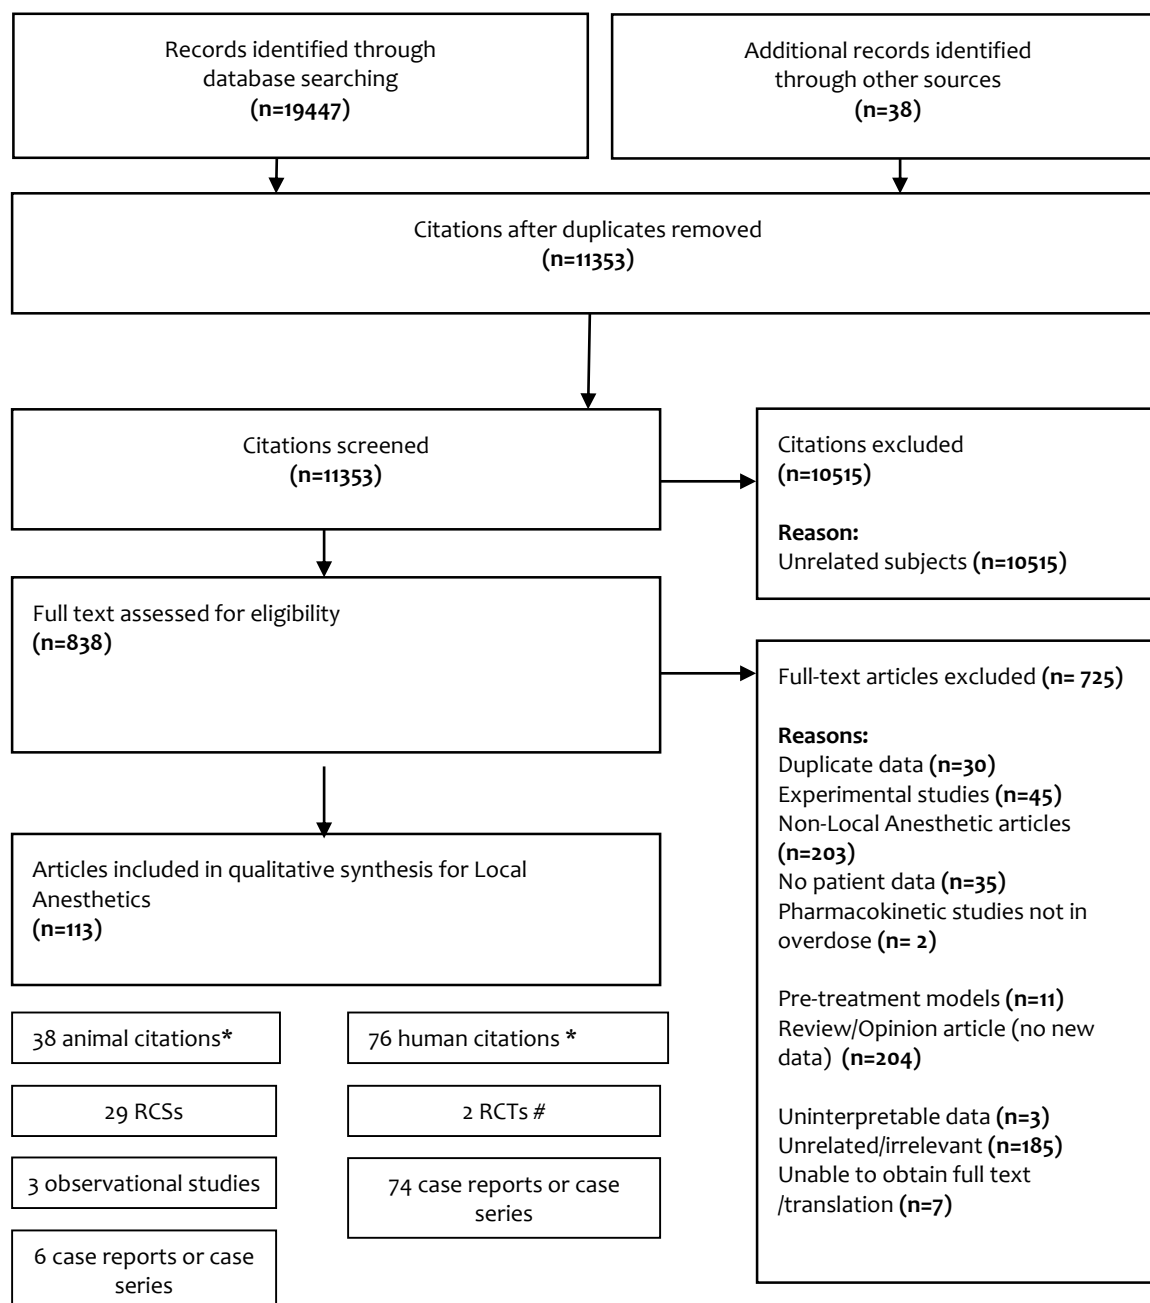 Records identified through
database searching
(n=19447)
Additional records identified
through other sources
(n=38)
Citations after duplicates removed
(n=11353)
Citations screened
(n=11353)
Citations excluded
(n=10515)
Reason:
Unrelated subjects (n=10515)
Full text assessed for eligibility
(n=838)
Full-text articles excluded (n= 725)
Reasons:
Duplicate data (n=30)
Experimental studies (n=45)
Non-Local Anesthetic articles
(n=203)
No patient data (n=35)
Pharmacokinetic studies not in
overdose (n= 2)
Pre-treatment models (n=11)
Review/Opinion article (no new
data) (n=204)
Uninterpretable data (n=3)
Unrelated/irrelevant (n=185)
Unable to obtain full text
/translation (n=7)
Articles included in qualitative synthesis for Local
Anesthetics
(n=113)
38 animal citations*
76 human citations *
29 RCSs
2 RCTs #
3 observational studies
74 case reports or case
series
6 case reports or case
series